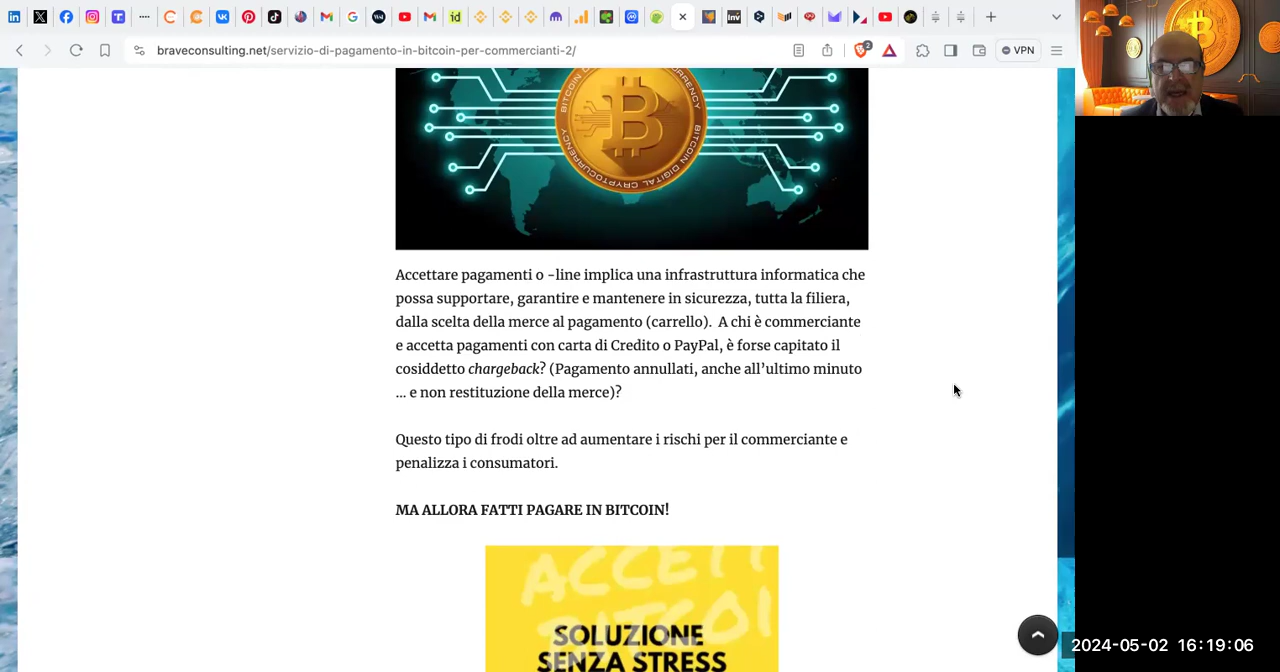 braveconsulting.net/servizio-di-pagamento-in-bitcoin-per-commercianti-2/
2
VPN
BITCOIN DIGITAL CRYPTOCURRENCY
Accettare pagamenti o -line implica una infrastruttura informatica che
possa supportare, garantire e mantenere in sicurezza, tutta la filiera,
dalla scelta della merce al pagamento (carrello).  A chi è commerciante
e accetta pagamenti con carta di Credito o PayPal, è forse capitato il
cosiddetto chargeback? (Pagamento annullati, anche all’ultimo minuto
… e non restituzione della merce)?
Questo tipo di frodi oltre ad aumentare i rischi per il commerciante e
penalizza i consumatori.
MA ALLORA FATTI PAGARE IN BITCOIN!
SOLUZIONE
SENZA STRESS
2024-05-02 16:19:06